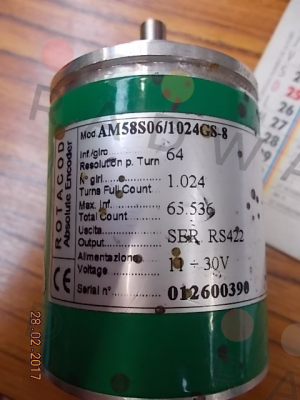 Mod. AM58S06/1024GS-8
Inf./giro
Resolution p. Turn 64
N° giri
Turns Full Count 1.024
Max. inf.
Total Count 65.536
Uscita
Output SER RS422
Alimentazione
Voltage 11 ÷ 30V
Serial n° 012600390
ROTACOD
Absolute Encoder
28-02-2017
25